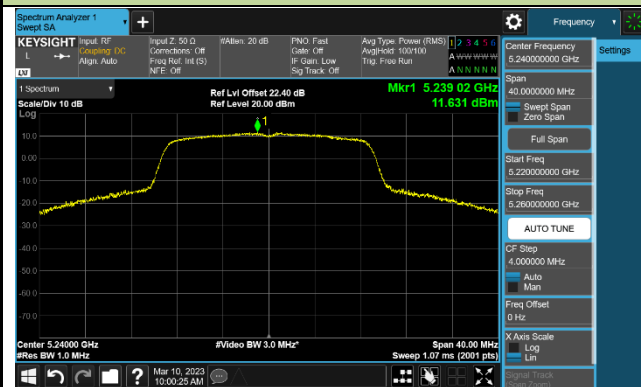 Spectrum Analyzer 1
Swept SA
Frequency
KEYSIGHT
Input: RF
Coupling: DC
Align: Auto
Input Z: 50 Ω
Corrections: Off
Freq Ref: Int (S)
NFE: Off
#Atten: 20 dB
PNO: Fast
Gate: Off
IF Gain: Low
Sig Track: Off
Avg Type: Power (RMS)
Avg|Hold: 100/100
Trig: Free Run
1 2 3 4 5 6
A W W W W W
A N N N N N
L
LXI
1 Spectrum
Scale/Div 10 dB
Log
Ref Lvl Offset 22.40 dB
Ref Level 20.00 dBm
Mkr1 5.239 02 GHz
11.631 dBm
1
10.0
0.00
-10.0
-20.0
-30.0
-40.0
-50.0
-60.0
-70.0
Center 5.24000 GHz
#Res BW 1.0 MHz
#Video BW 3.0 MHz*
Span 40.00 MHz
Sweep 1.07 ms (2001 pts)
Mar 10, 2023
10:00:25 AM
Center Frequency
5.240000000 GHz
Span
40.0000000 MHz
Swept Span
Zero Span
Full Span
Start Freq
5.220000000 GHz
Stop Freq
5.260000000 GHz
AUTO TUNE
CF Step
4.000000 MHz
Auto
Man
Freq Offset
0 Hz
X Axis Scale
Log
Lin
Signal Track
(Span Zoom)
Settings